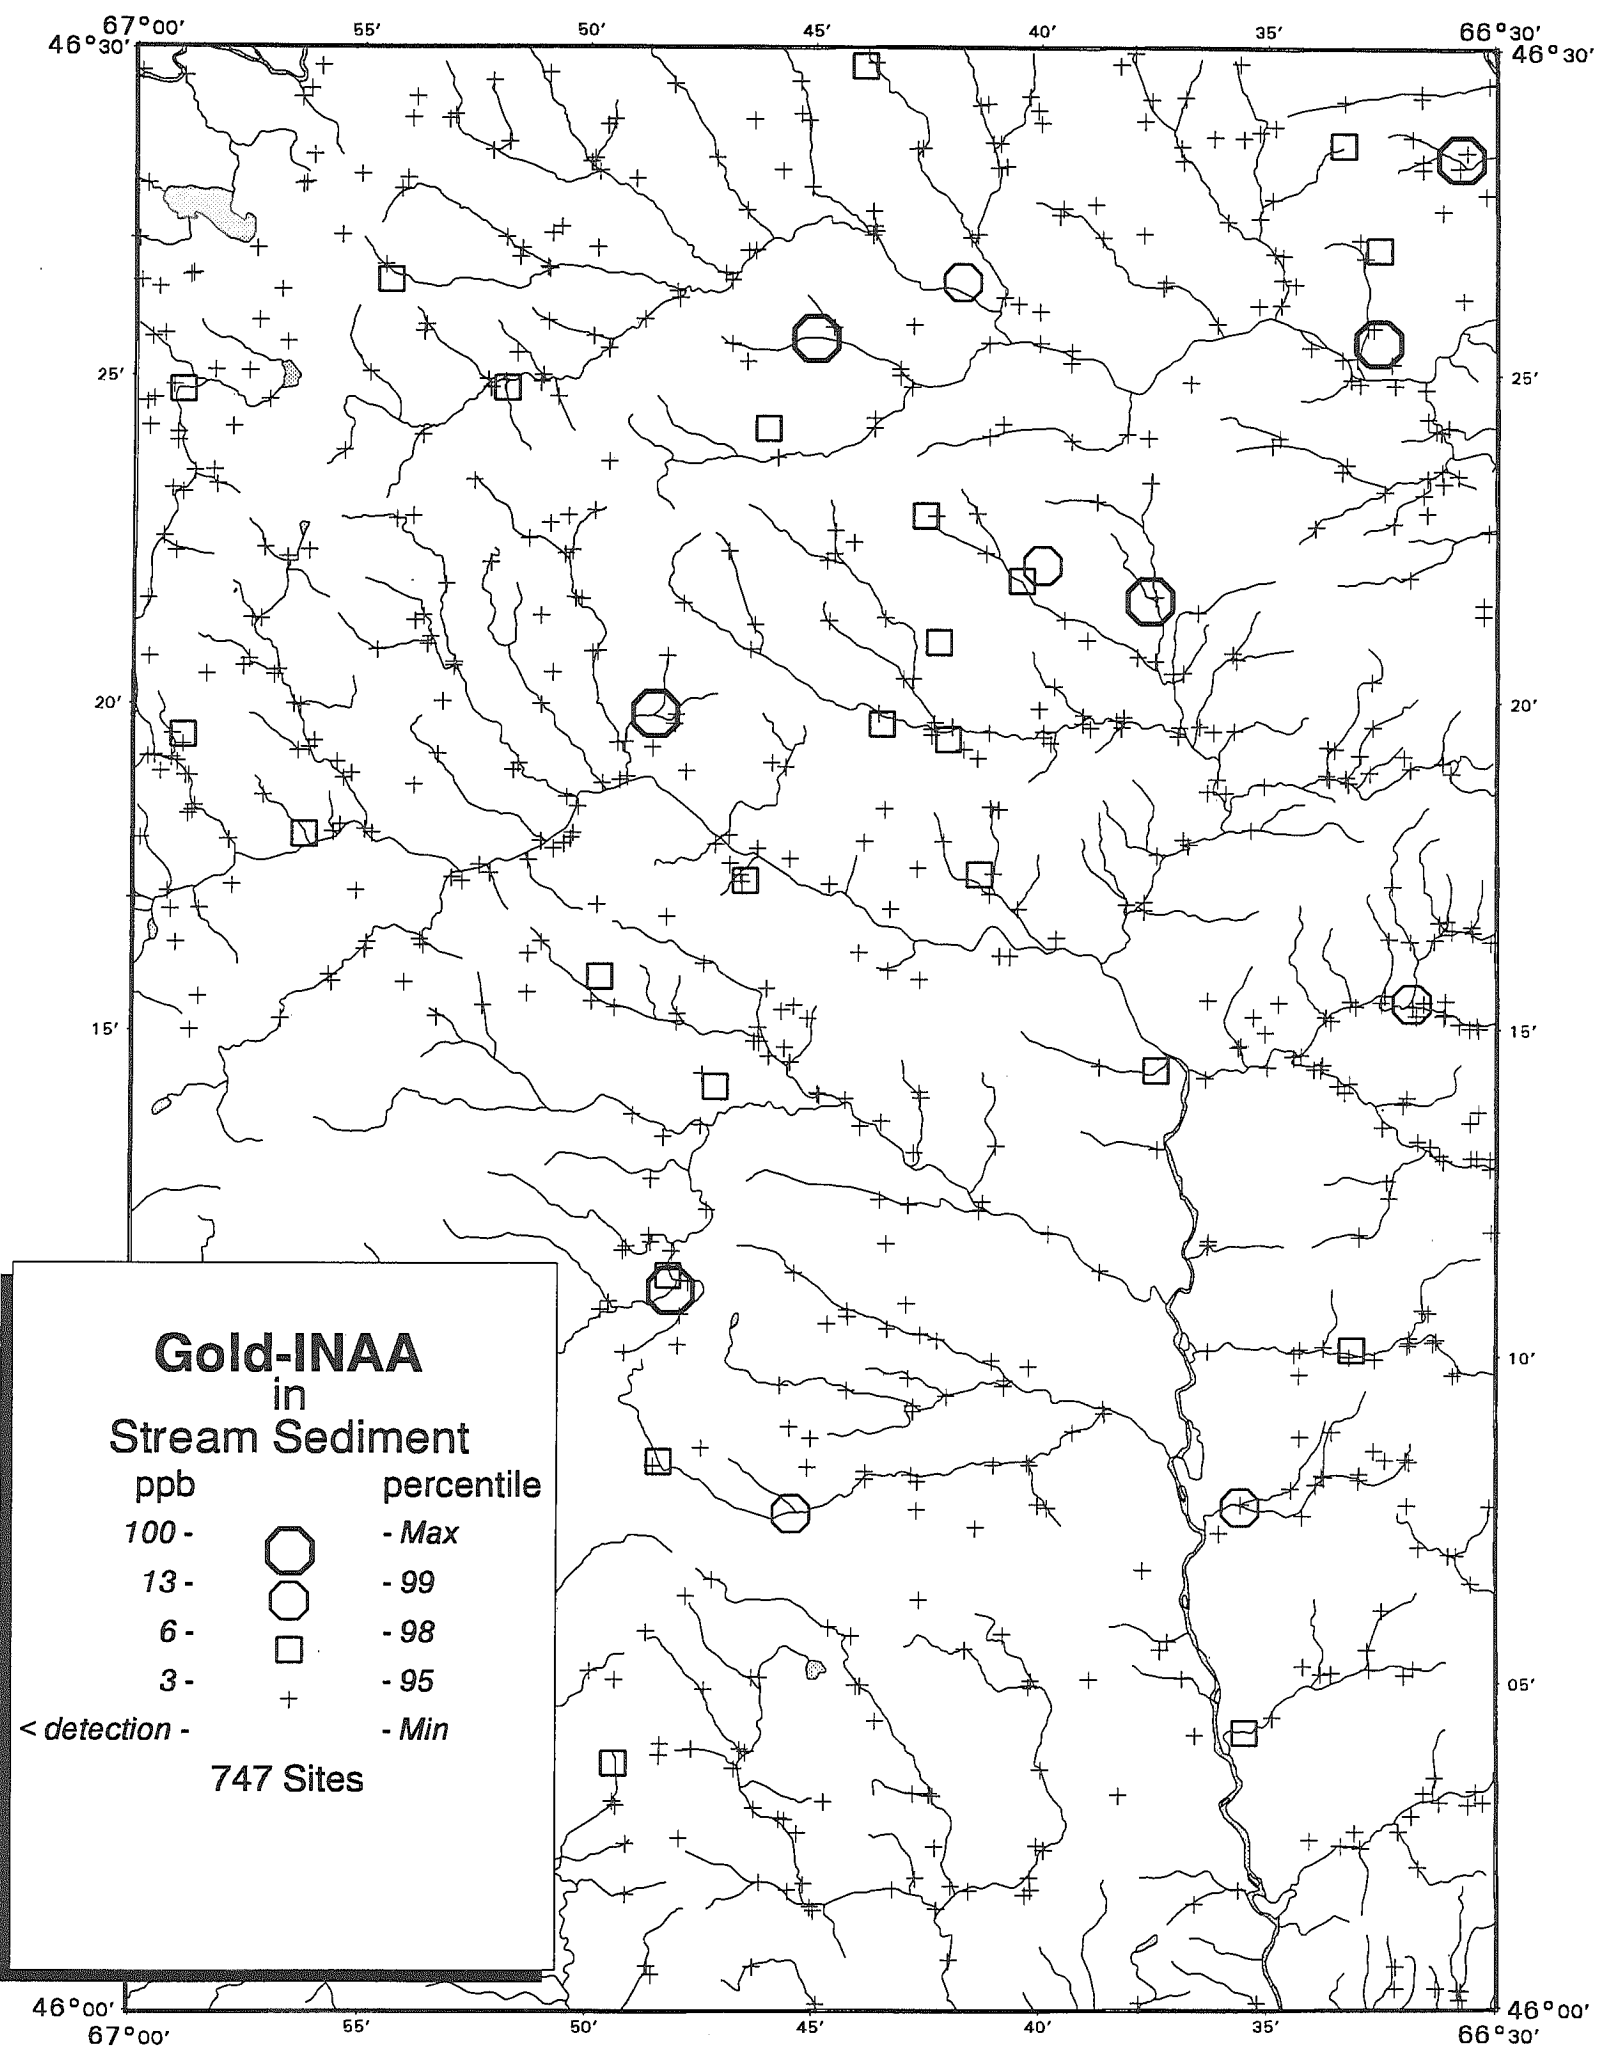 67°00′ 55′ 50′ 45′ 40′ 35′ 66°30′
46°30′ 46°30′
25′ 25′
20′ 20′
15′ 15′
10′
05′
Gold-INAA
in
Stream Sediment
ppb percentile
100 - - Max
13 - - 99
6 - - 98
3 - - 95
< detection - - Min
747 Sites
46°00′ 46°00′
67°00′ 55′ 50′ 45′ 40′ 35′ 66°30′